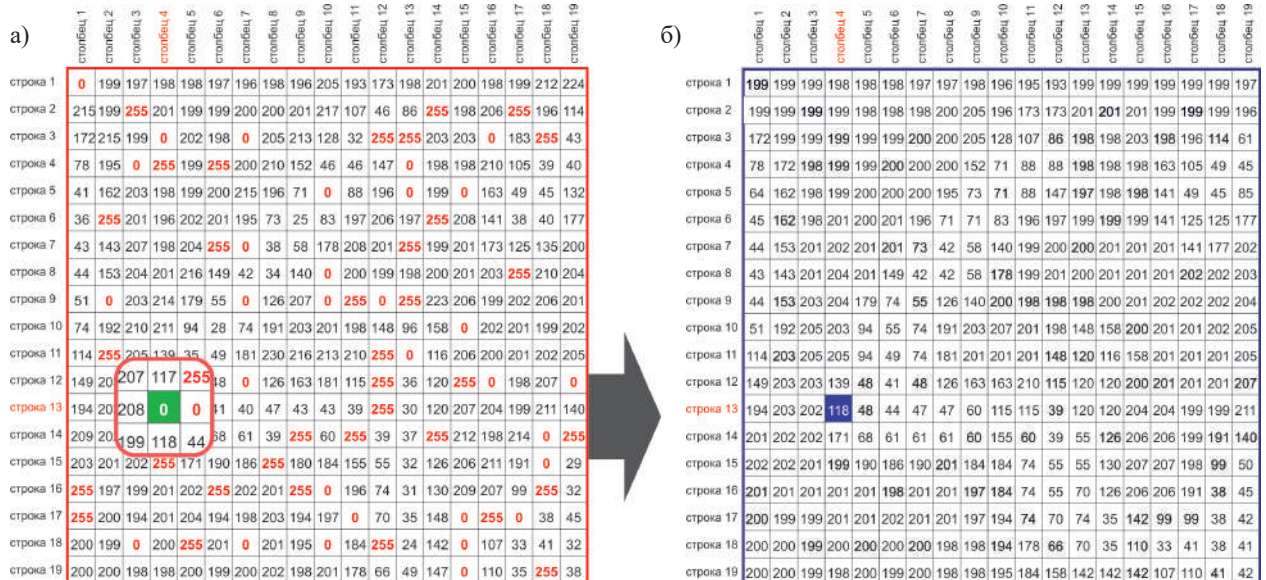 а)
столбец 1 столбец 2 столбец 3 столбец 4 столбец 5 столбец 6 столбец 7 столбец 8 столбец 9 столбец 10 столбец 11 столбец 12 столбец 13 столбец 14 столбец 15 столбец 16 столбец 17 столбец 18 столбец 19
строка 1 0 199 197 198 198 197 196 198 196 205 193 173 198 201 200 198 199 212 224
строка 2 215 199 255 201 199 199 200 200 201 217 107 46 86 255 198 206 255 196 114
строка 3 172 215 199 0 202 198 0 205 213 128 32 255 255 203 203 0 183 255 43
строка 4 78 195 0 255 199 255 200 210 152 46 46 147 0 198 198 210 105 39 40
строка 5 41 162 203 198 199 200 215 196 71 0 88 196 0 199 0 163 49 45 132
строка 6 36 255 201 196 202 201 195 73 25 83 197 206 197 255 208 141 38 40 177
строка 7 43 143 207 198 204 255 0 38 58 178 208 201 255 199 201 173 125 135 200
строка 8 44 153 204 201 216 149 42 34 140 0 200 199 198 200 201 203 255 210 204
строка 9 51 0 203 214 179 55 0 126 207 0 255 0 255 223 206 199 202 206 201
строка 10 74 192 210 211 94 28 74 191 203 201 198 148 96 158 0 202 201 199 202
строка 11 114 255 205 139 35 49 181 230 216 213 210 255 0 116 206 200 201 202 205
строка 12 149 207 117 255 48 0 126 163 181 115 255 36 120 255 0 198 207 0
строка 13 194 208 0 0 41 40 47 43 43 39 255 30 120 207 204 199 211 140
строка 14 209 199 118 44 68 61 39 255 60 255 39 37 255 212 198 214 0 255
строка 15 203 201 202 255 171 190 186 255 180 184 155 55 32 126 206 211 191 0 29
строка 16 255 197 199 201 202 255 202 201 255 0 196 74 31 130 209 207 99 255 32
строка 17 255 200 194 201 204 194 198 203 194 197 0 70 35 148 0 255 0 38 45
строка 18 200 199 0 200 255 201 0 201 195 0 184 255 24 142 0 107 33 41 32
строка 19 200 200 198 198 200 199 200 202 198 201 178 66 49 147 0 110 35 255 38
б)
столбец 1 столбец 2 столбец 3 столбец 4 столбец 5 столбец 6 столбец 7 столбец 8 столбец 9 столбец 10 столбец 11 столбец 12 столбец 13 столбец 14 столбец 15 столбец 16 столбец 17 столбец 18 столбец 19
строка 1 199 199 199 198 198 198 197 197 198 196 195 193 199 199 199 199 199 199 197
строка 2 199 199 199 199 198 198 198 200 205 196 173 173 201 201 201 199 199 199 196
строка 3 172 199 199 199 199 199 200 200 205 128 107 86 198 198 203 198 196 114 61
строка 4 78 172 198 199 199 200 200 200 152 71 88 88 198 198 198 163 105 49 45
строка 5 64 162 198 199 200 200 200 195 73 71 88 147 197 198 198 141 49 45 85
строка 6 45 162 198 201 200 201 196 71 71 83 196 197 199 199 199 141 125 125 177
строка 7 44 153 201 202 201 201 73 42 58 140 199 200 200 201 201 201 141 177 202
строка 8 43 143 201 204 201 149 42 42 58 178 199 201 200 201 201 201 202 202 203
строка 9 44 153 203 204 179 74 55 126 140 200 198 198 198 200 201 202 202 202 204
строка 10 51 192 205 203 94 55 74 191 203 207 201 198 148 158 200 201 201 202 205
строка 11 114 203 205 205 94 49 74 181 201 201 201 148 120 116 158 201 201 201 205
строка 12 149 203 203 139 48 41 48 126 163 163 210 115 120 120 200 201 201 201 207
строка 13 194 203 202 118 48 44 47 47 60 115 115 39 120 120 204 204 199 199 211
строка 14 201 202 202 171 68 61 61 61 60 155 60 39 55 126 206 206 199 191 140
строка 15 202 202 201 199 190 186 190 201 184 184 74 55 55 130 207 207 198 99 50
строка 16 201 201 201 201 201 198 201 201 197 184 74 55 70 126 206 206 191 38 45
строка 17 200 199 199 201 201 202 201 201 197 194 74 70 74 35 142 99 99 38 42
строка 18 200 200 199 200 200 200 200 198 198 194 178 66 70 35 110 33 41 38 41
строка 19 200 200 199 198 200 200 200 198 198 195 184 158 142 142 142 107 110 41 42